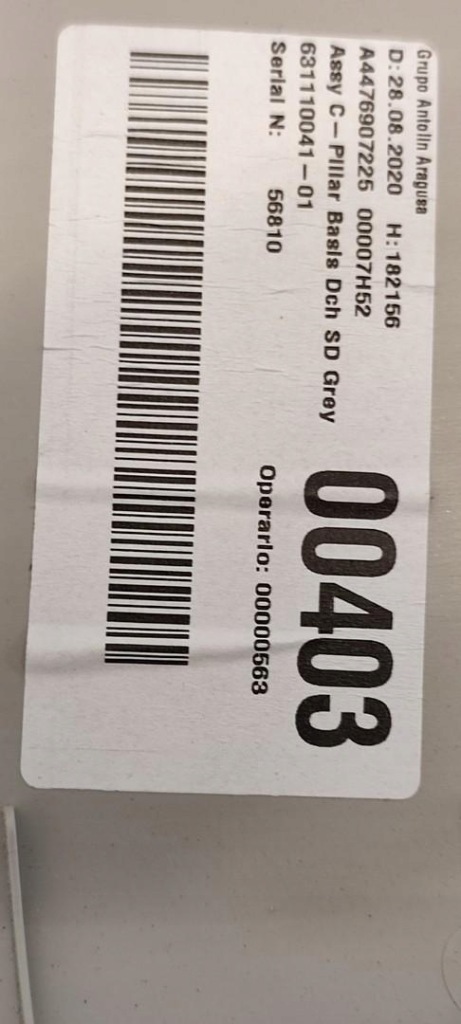 Grupo Antolin Aragusa
D: 28.08.2020 H: 182156
A4476907225 00007H52
Assy C-Pillar Basis Dch SD Grey
631110041-01
Serial N: 56810
00403
Operario: 00000563